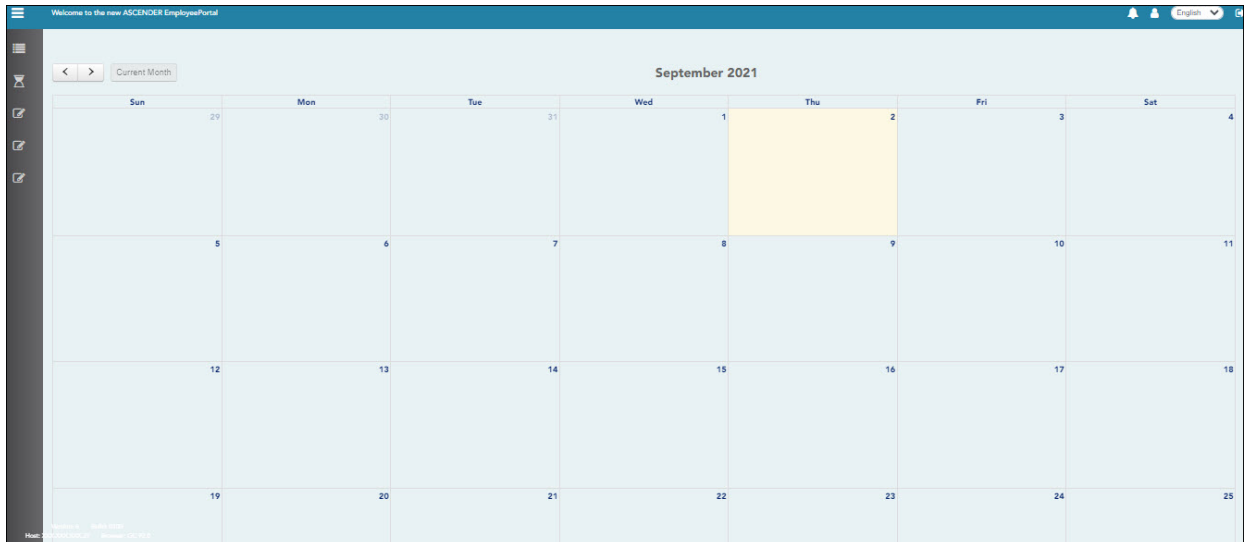 Welcome to the new ASCENDER EmployeePortal
English
Current Month
September 2021
Sun Mon Tue Wed Thu Fri Sat
29 30 31 1 2 3 4
5 6 7 8 9 10 11
12 13 14 15 16 17 18
19 20 21 22 23 24 25
Host: